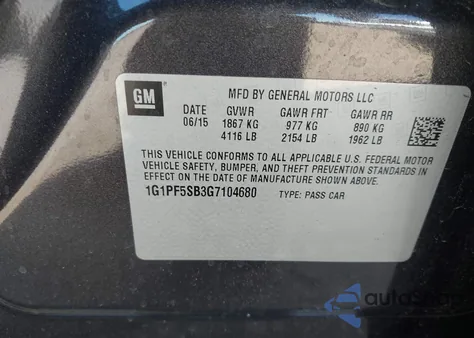 GM
MFD BY GENERAL MOTORS LLC
DATE GVWR GAWR FRT GAWR RR
06/15 1867 KG 977 KG 890 KG
4116 LB 2154 LB 1962 LB
THIS VEHICLE CONFORMS TO ALL APPLICABLE U.S. FEDERAL MOTOR
VEHICLE SAFETY, BUMPER, AND THEFT PREVENTION STANDARDS IN
EFFECT ON THE DATE OF MANUFACTURE SHOWN ABOVE.
1G1PF5SB3G7104680 TYPE: PASS CAR